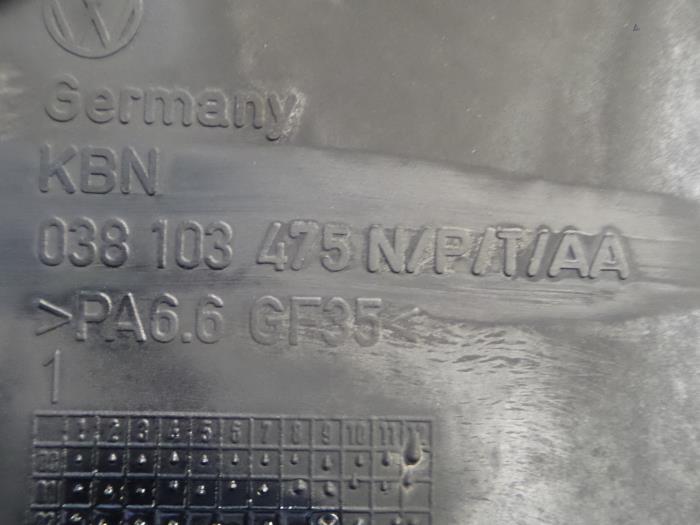 Germany
KBN
038 103 475 N/P/T/AA
>PA6.6 GF35
1
1 2 3 4 5 6 7 8 9 10 11 12